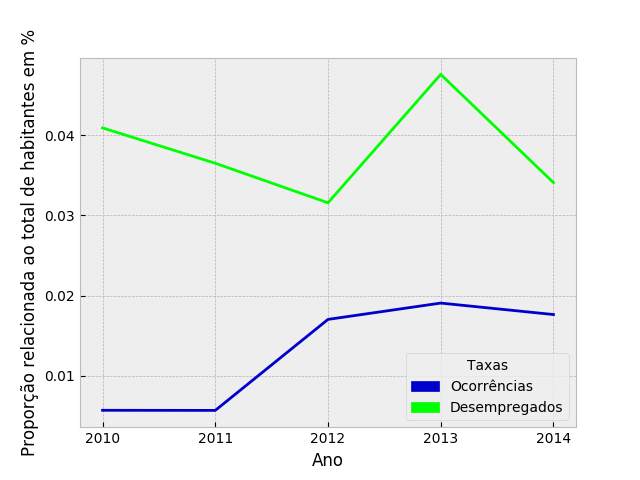 Proporção relacionada ao total de habitantes em %
0.04
0.03
0.02
0.01
Taxas
Ocorrências
Desempregados
2010 2011 2012 2013 2014
Ano